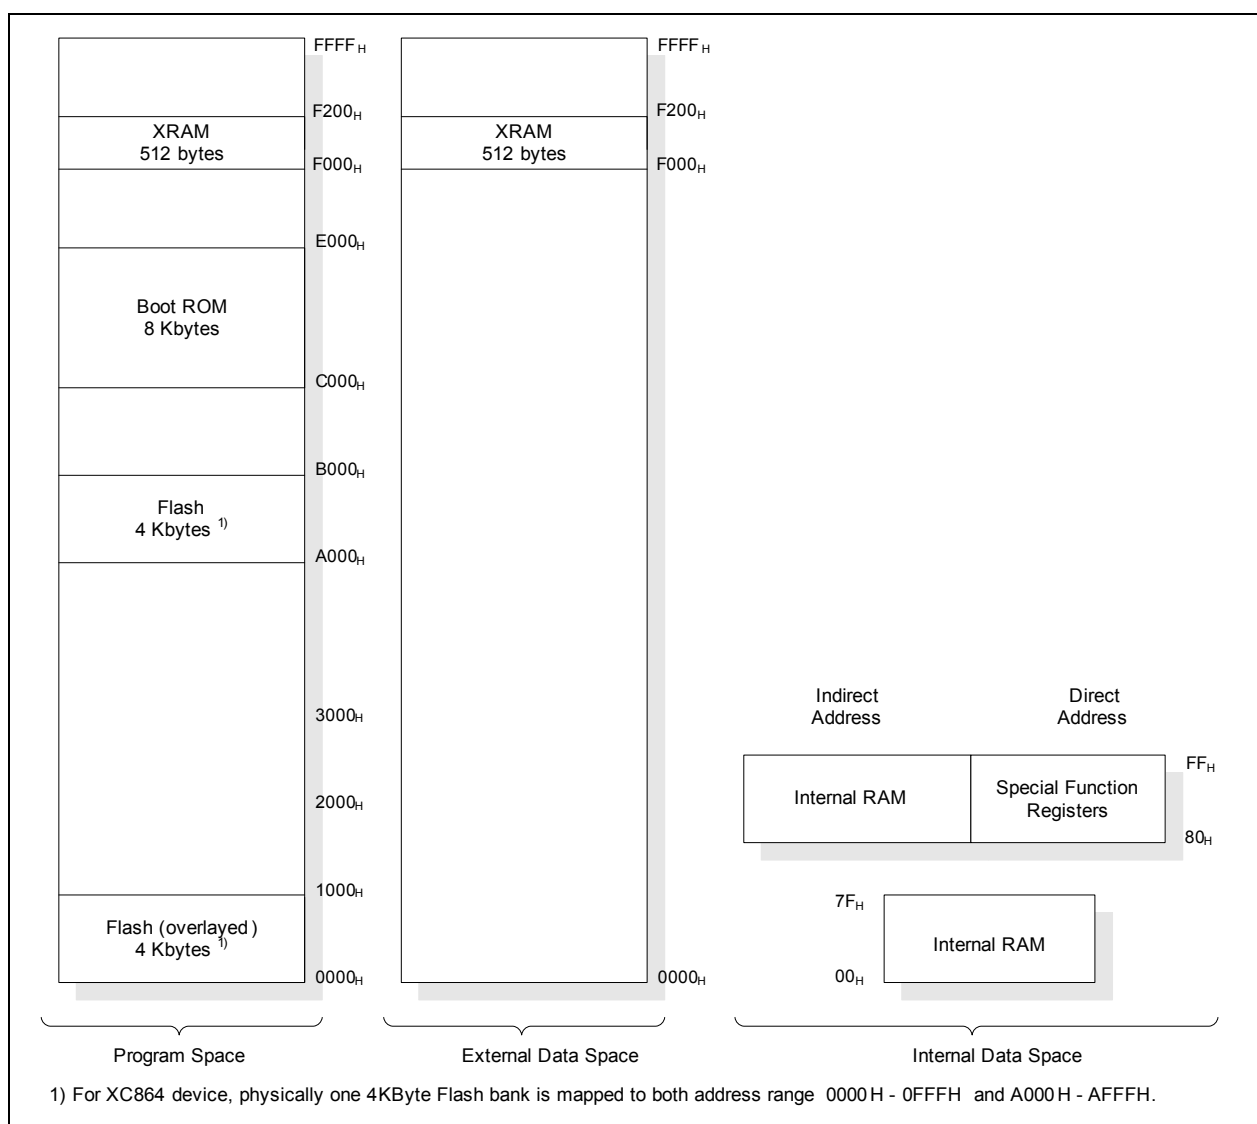 FFFFH
F200H
XRAM
512 bytes
F000H
E000H
Boot ROM
8 Kbytes
C000H
B000H
Flash
4 Kbytes 1)
A000H
3000H
2000H
1000H
Flash (overlayed)
4 Kbytes 1)
0000H
Program Space
FFFFH
F200H
XRAM
512 bytes
F000H
0000H
External Data Space
Indirect
Address
Direct
Address
Internal RAM
Special Function
Registers
FFH
80H
7FH
Internal RAM
00H
Internal Data Space
1) For XC864 device, physically one 4KByte Flash bank is mapped to both address range 0000H - 0FFFH and A000H - AFFFH.